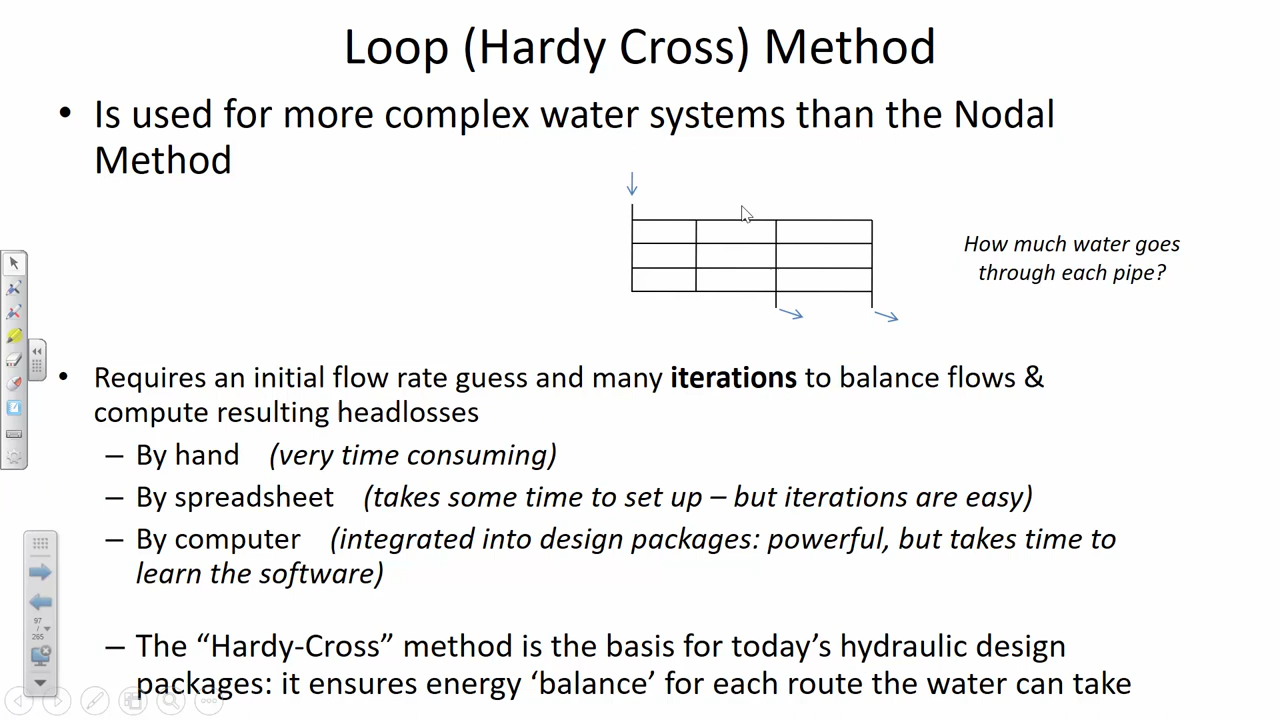 Loop (Hardy Cross) Method
• Is used for more complex water systems than the Nodal
Method
How much water goes
through each pipe?
• Requires an initial flow rate guess and many iterations to balance flows &
compute resulting headlosses
– By hand (very time consuming)
– By spreadsheet (takes some time to set up – but iterations are easy)
– By computer (integrated into design packages: powerful, but takes time to
learn the software)
97
/
265
– The “Hardy-Cross” method is the basis for today’s hydraulic design
packages: it ensures energy ‘balance’ for each route the water can take